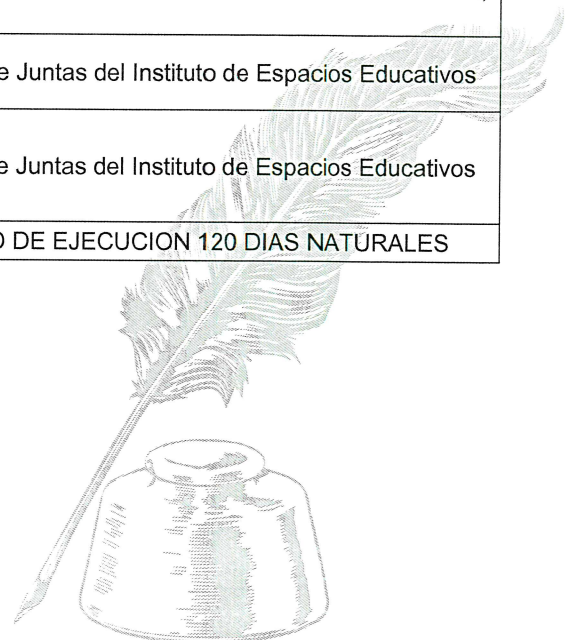 e Juntas del Instituto de Espacios Educativos
e Juntas del Instituto de Espacios Educativos
O DE EJECUCION 120 DIAS NATURALES